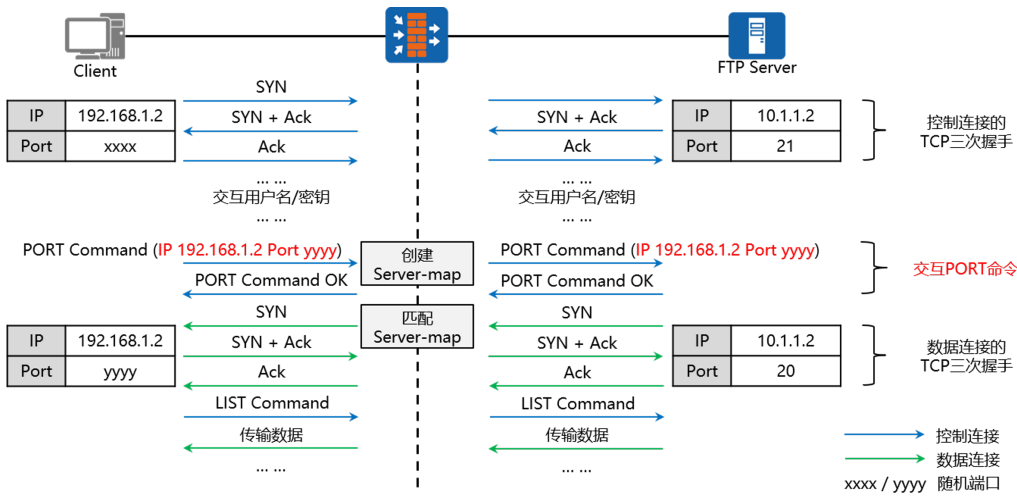 Client
FTP Server
SYN
IP 192.168.1.2
SYN + Ack
SYN + Ack
IP 10.1.1.2
Port xxxx
Ack
Ack
Port 21
控制连接的
TCP三次握手
... ...
... ...
交互用户名/密钥
交互用户名/密钥
... ...
... ...
PORT Command (IP 192.168.1.2 Port yyyy)
创建
Server-map
PORT Command (IP 192.168.1.2 Port yyyy)
交互PORT命令
PORT Command OK
PORT Command OK
SYN
匹配
Server-map
SYN
IP 192.168.1.2
SYN + Ack
SYN + Ack
IP 10.1.1.2
Port yyyy
Ack
Ack
Port 20
数据连接的
TCP三次握手
LIST Command
LIST Command
传输数据
传输数据
... ...
... ...
控制连接
数据连接
xxxx / yyyy 随机端口